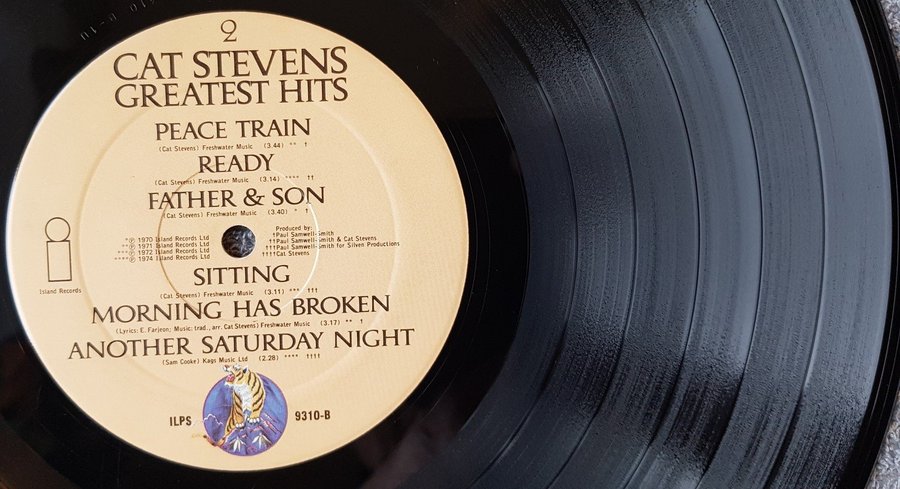 2
CAT STEVENS
GREATEST HITS
PEACE TRAIN
(Cat Stevens) Freshwater Music (3.44) ** †
READY
(Cat Stevens) Freshwater Music (3.14) **** ††
FATHER & SON
(Cat Stevens) Freshwater Music (3.40) * †
*Ⓟ 1970 Island Records Ltd
**Ⓟ 1971 Island Records Ltd
***Ⓟ 1972 Island Records Ltd
****Ⓟ 1974 Island Records Ltd
Produced by:
†Paul Samwell-Smith
††Paul Samwell-Smith & Cat Stevens
†††Paul Samwell-Smith for Silven Productions
††††Cat Stevens
Island Records
SITTING
(Cat Stevens) Freshwater Music (3.11) *** †††
MORNING HAS BROKEN
(Lyrics: E. Farjeon; Music: trad., arr. Cat Stevens) Freshwater Music (3.17) ** †
ANOTHER SATURDAY NIGHT
(Sam Cooke) Kags Music Ltd (2.28) **** ††††
ILPS 9310-B